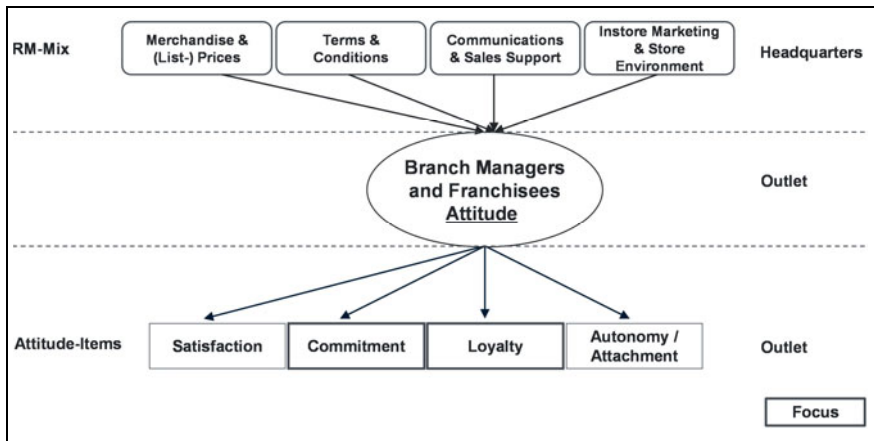 RM-Mix
Merchandise &
(List-) Prices
Terms &
Conditions
Communications
& Sales Support
Instore Marketing
& Store
Environment
Headquarters
Branch Managers
and Franchisees
Attitude
Outlet
Attitude-Items
Satisfaction
Commitment
Loyalty
Autonomy /
Attachment
Outlet
Focus